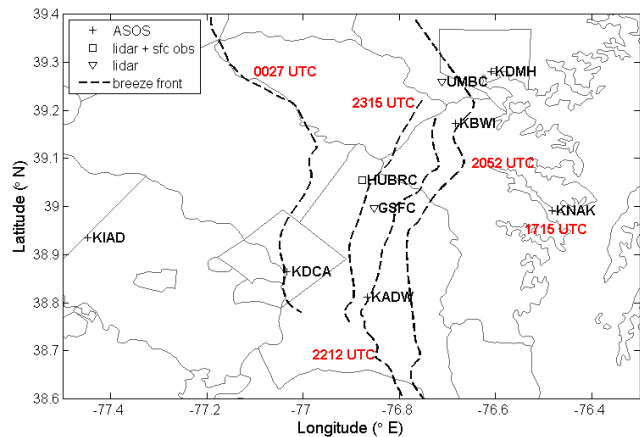 ASOS
lidar + sfc obs
lidar
breeze front
0027 UTC
2315 UTC
KDMH
UMBC
KBWI
2052 UTC
HUBRC
GSFC
KNAK
1715 UTC
KIAD
KDCA
KADW
2212 UTC
39.4
39.3
39.2
39.1
39
38.9
38.8
38.7
38.6
Latitude (° N)
-77.4
-77.2
-77
-76.8
-76.6
-76.4
Longitude (° E)